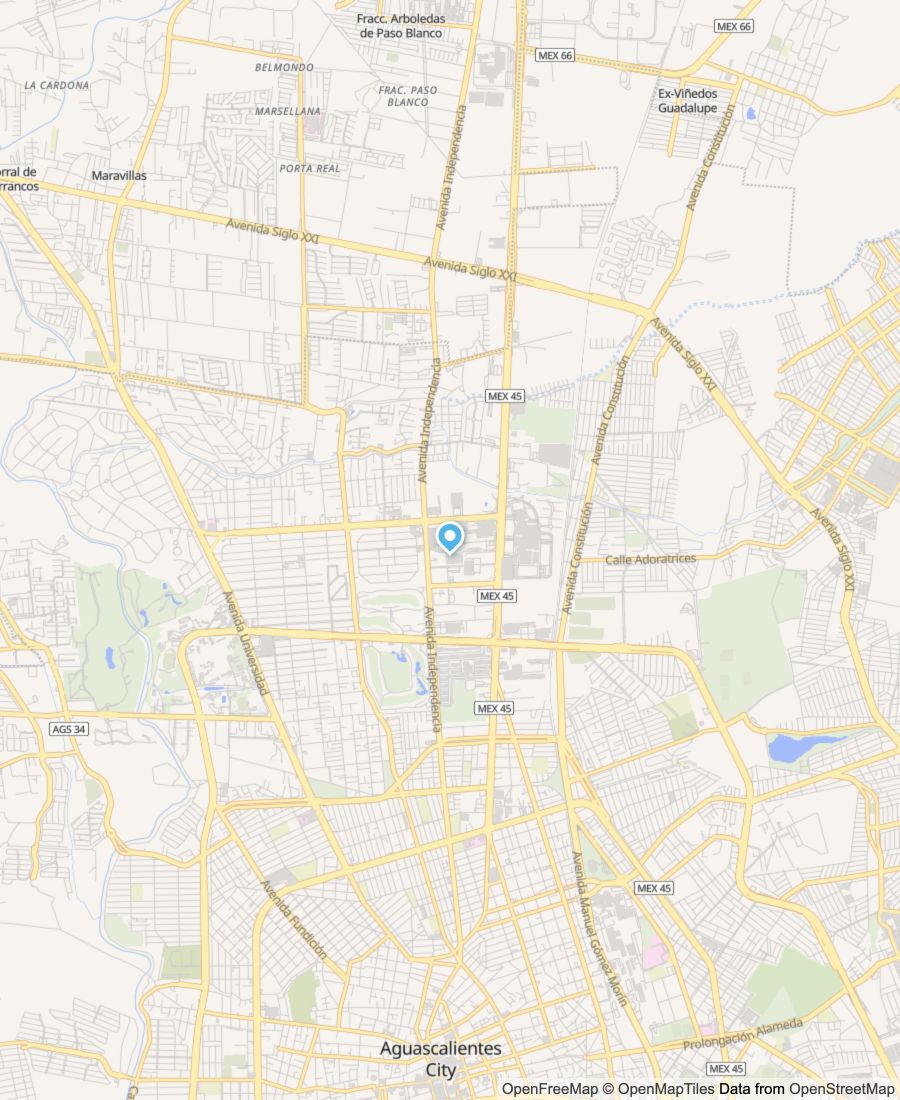 Fracc. Arboledas
de Paso Blanco
MEX 66
MEX 66
BELMONDO
LA CARDONA
FRAC. PASO
BLANCO
Ex-Viñedos
Guadalupe
MARSELLANA
Avenida Independencia
Avenida Constitución
PORTA REAL
Maravillas
Avenida Siglo XXI
Avenida Siglo XXI
Avenida Siglo XXI
Avenida Constitución
MEX 45
Avenida Independencia
Avenida Constitución
Avenida Siglo XXI
Calle Adoratrices
MEX 45
Avenida Universidad
Avenida Independencia
MEX 45
AGS 34
MEX 45
Avenida Fundición
Avenida Manuel Gómez Morín
Prolongación Alameda
Aguascalientes
City
MEX 45
OpenFreeMap © OpenMapTiles Data from OpenStreetMap